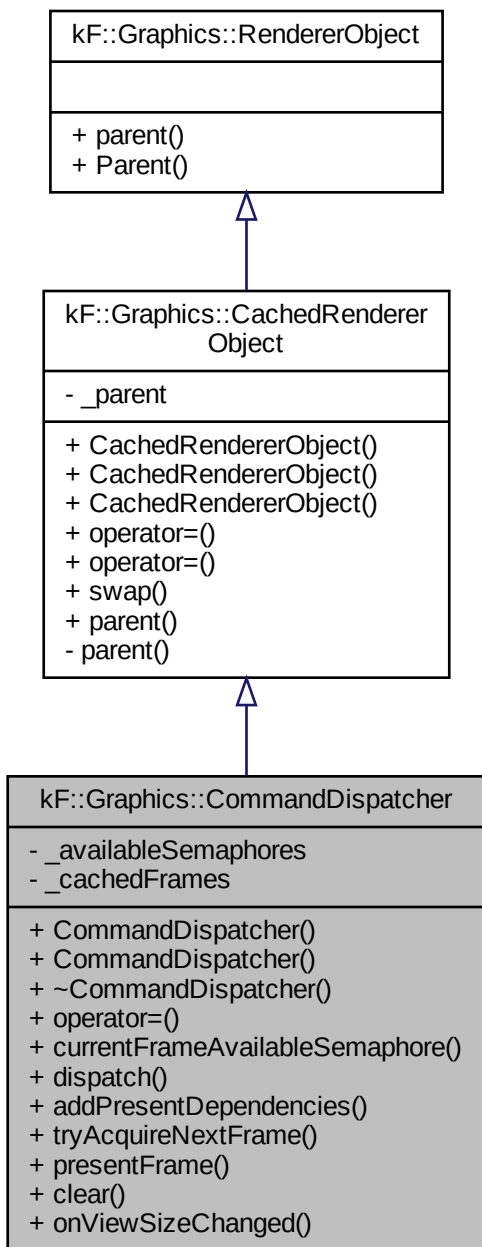 kF::Graphics::RendererObject
+ parent()
+ Parent()
kF::Graphics::CachedRenderer
Object
- _parent
+ CachedRendererObject()
+ CachedRendererObject()
+ CachedRendererObject()
+ operator=()
+ operator=()
+ swap()
+ parent()
- parent()
kF::Graphics::CommandDispatcher
- _availableSemaphores
- _cachedFrames
+ CommandDispatcher()
+ CommandDispatcher()
+ ~CommandDispatcher()
+ operator=()
+ currentFrameAvailableSemaphore()
+ dispatch()
+ addPresentDependencies()
+ tryAcquireNextFrame()
+ presentFrame()
+ clear()
+ onViewSizeChanged()